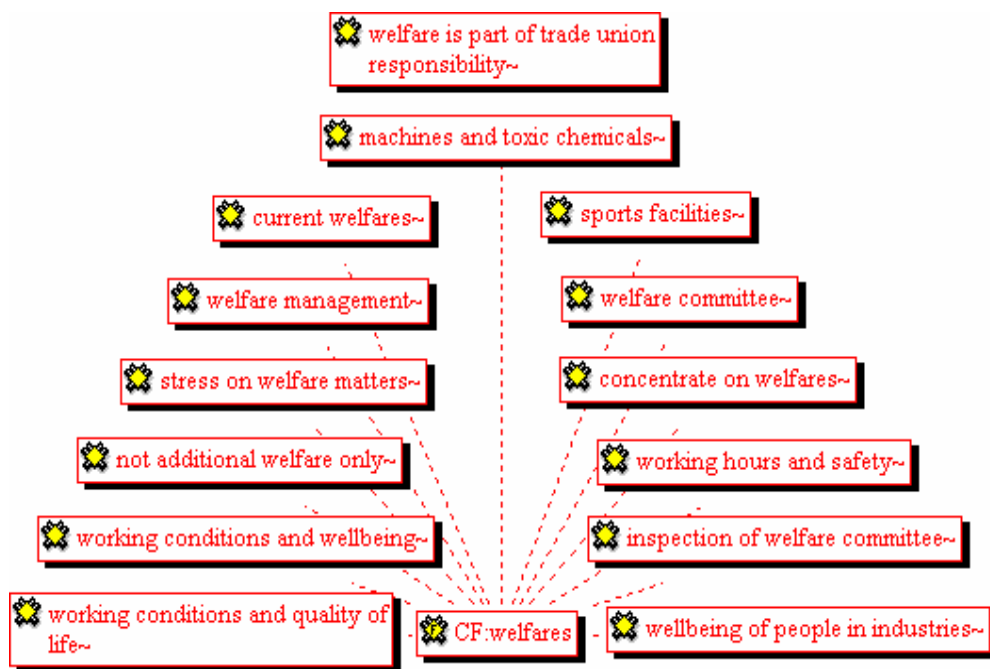 welfare is part of trade union
responsibility~
machines and toxic chemicals~
current welfares~
sports facilities~
welfare management~
welfare committee~
stress on welfare matters~
concentrate on welfares~
not additional welfare only~
working hours and safety~
working conditions and wellbeing~
inspection of welfare committee~
working conditions and quality of
life~
CF:welfares
wellbeing of people in industries~